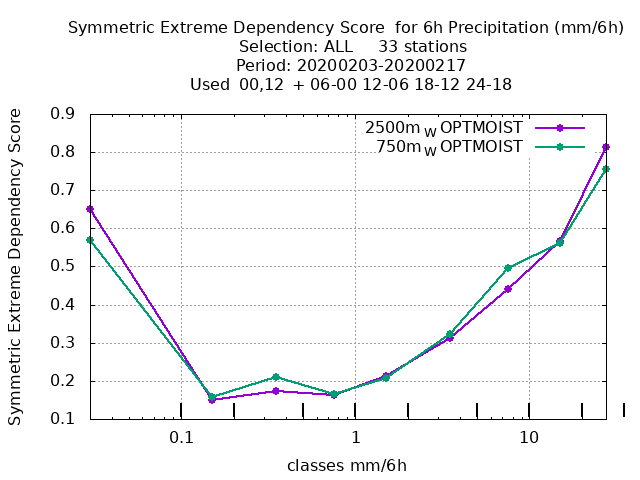 Symmetric Extreme Dependency Score  for 6h Precipitation (mm/6h)
Selection: ALL     33 stations
Period: 20200203-20200217
Used  00,12  + 06-00 12-06 18-12 24-18
Symmetric Extreme Dependency Score
0.9
0.8
0.7
0.6
0.5
0.4
0.3
0.2
0.1
2500m W OPTMOIST
750m W OPTMOIST
0.1 1 10
classes mm/6h